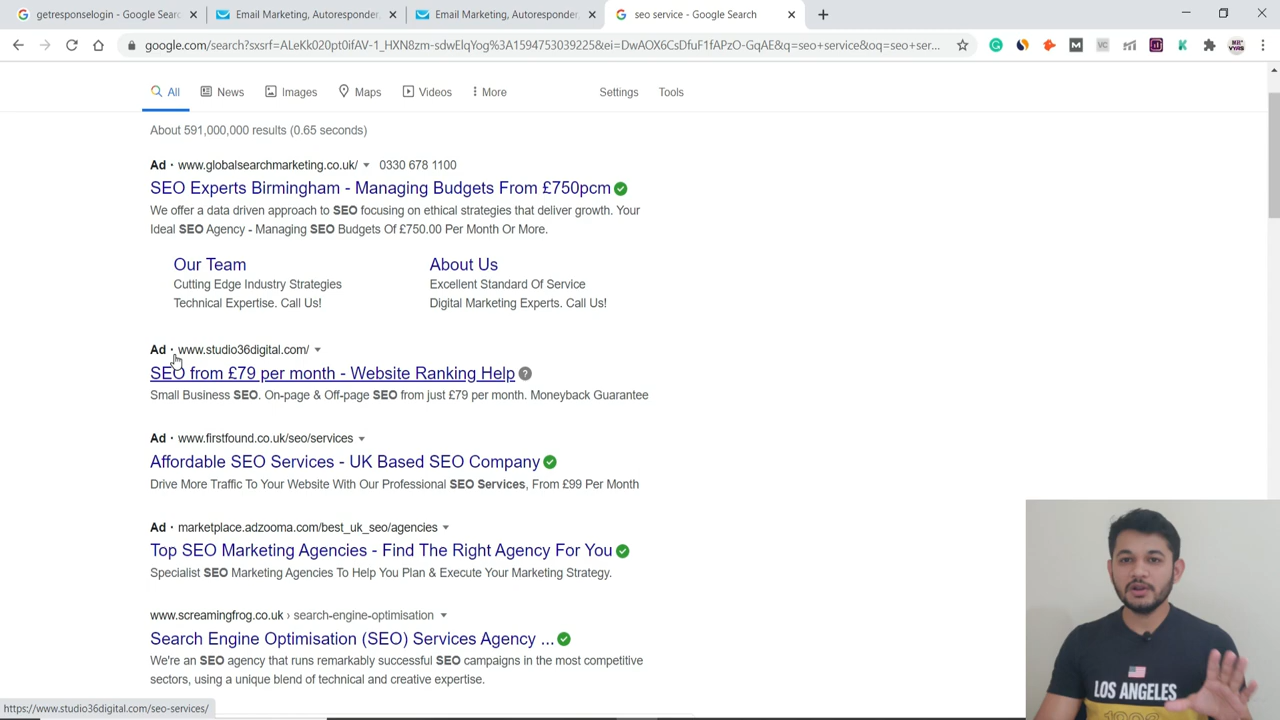 getresponselogin - Google Searc
Email Marketing, Autoresponder,
Email Marketing, Autoresponder,
seo service - Google Search
google.com/search?sxsrf=ALeKk020pt0ifAV-1_HXN8zm-sdwElqYog%3A1594753039225&ei=DwAOX6CsDfuF1fAPzO-GqAE&q=seo+service&oq=seo+ser...
All
News
Images
Maps
Videos
More
Settings
Tools
About 591,000,000 results (0.65 seconds)
Ad · www.globalsearchmarketing.co.uk/ 0330 678 1100
SEO Experts Birmingham - Managing Budgets From £750pcm
We offer a data driven approach to SEO focusing on ethical strategies that deliver growth. Your
Ideal SEO Agency - Managing SEO Budgets Of £750.00 Per Month Or More.
Our Team
Cutting Edge Industry Strategies
Technical Expertise. Call Us!
About Us
Excellent Standard Of Service
Digital Marketing Experts. Call Us!
Ad · www.studio36digital.com/
SEO from £79 per month - Website Ranking Help
Small Business SEO. On-page & Off-page SEO from just £79 per month. Moneyback Guarantee
Ad · www.firstfound.co.uk/seo/services
Affordable SEO Services - UK Based SEO Company
Drive More Traffic To Your Website With Our Professional SEO Services, From £99 Per Month
Ad · marketplace.adzooma.com/best_uk_seo/agencies
Top SEO Marketing Agencies - Find The Right Agency For You
Specialist SEO Marketing Agencies To Help You Plan & Execute Your Marketing Strategy.
www.screamingfrog.co.uk › search-engine-optimisation
Search Engine Optimisation (SEO) Services Agency ...
We're an SEO agency that runs remarkably successful SEO campaigns in the most competitive
sectors, using a unique blend of technical and creative expertise.
https://www.studio36digital.com/seo-services/
LOS ANGELES